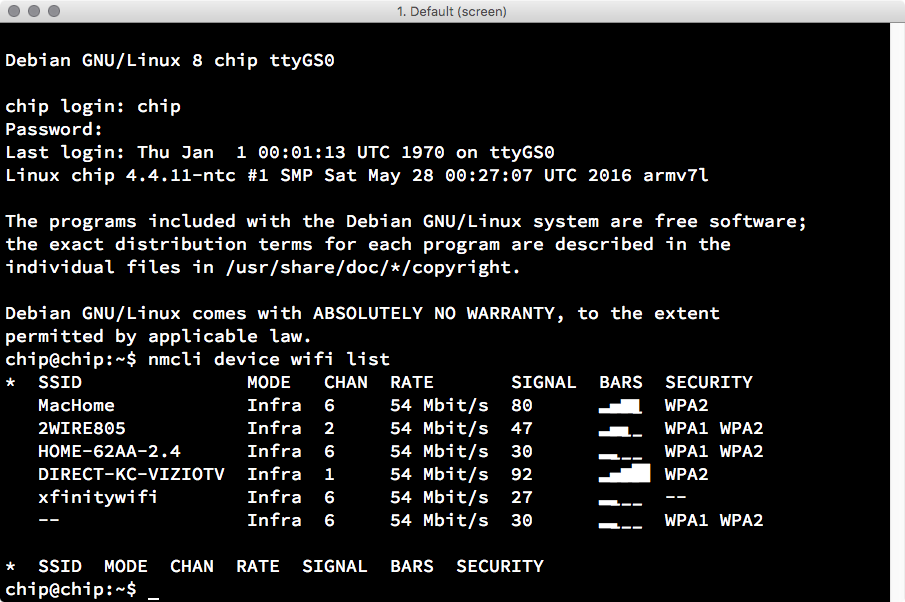 1. Default (screen)
Debian GNU/Linux 8 chip ttyGS0
chip login: chip
Password:
Last login: Thu Jan  1 00:01:13 UTC 1970 on ttyGS0
Linux chip 4.4.11-ntc #1 SMP Sat May 28 00:27:07 UTC 2016 armv7l
The programs included with the Debian GNU/Linux system are free software;
the exact distribution terms for each program are described in the
individual files in /usr/share/doc/*/copyright.
Debian GNU/Linux comes with ABSOLUTELY NO WARRANTY, to the extent
permitted by applicable law.
chip@chip:~$ nmcli device wifi list
*  SSID               MODE   CHAN  RATE       SIGNAL  BARS  SECURITY
   MacHome            Infra  6     54 Mbit/s  80      ▂▄▆_  WPA2
   2WIRE805           Infra  2     54 Mbit/s  47      ▂▄__  WPA1 WPA2
   HOME-62AA-2.4      Infra  6     54 Mbit/s  30      ▂___  WPA1 WPA2
   DIRECT-KC-VIZIOTV  Infra  1     54 Mbit/s  92      ▂▄▆█  WPA2
   xfinitywifi        Infra  6     54 Mbit/s  27      ▂___  --
   --                 Infra  6     54 Mbit/s  30      ▂___  WPA1 WPA2
*  SSID  MODE  CHAN  RATE  SIGNAL  BARS  SECURITY
chip@chip:~$ _